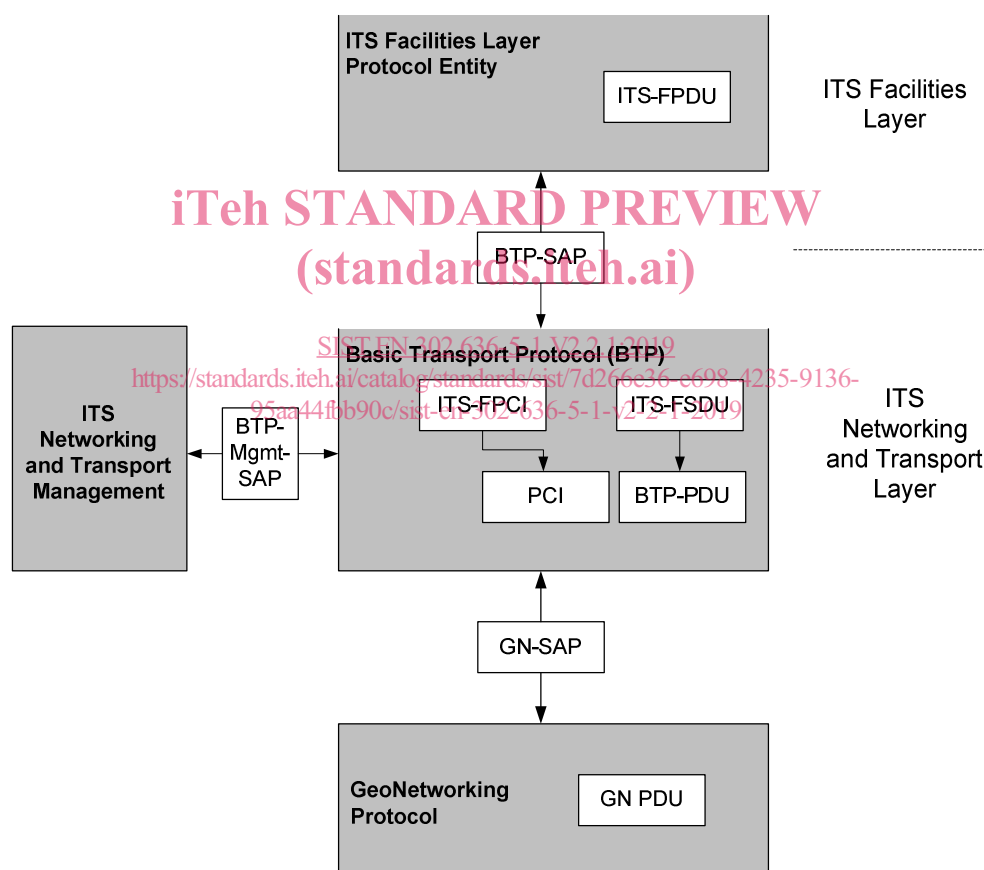 ITS Facilities Layer
Protocol Entity
ITS-FPDU
ITS Facilities
Layer
iTeh STANDARD PREVIEW
BTP-SAP
(standards.iteh.ai)
SIST EN 302 636-5-1 V2.2.1:2019
Basic Transport Protocol (BTP)
https://standards.iteh.ai/catalog/standards/sist/7d266c36-c698-4235-9136-
95aa44fbb90c/sist-en-302-636-5-1-v2-2-1-2019
ITS-FPCI
ITS-FSDU
ITS
Networking
and Transport
Management
BTP-
Mgmt-
SAP
PCI
BTP-PDU
ITS
Networking
and Transport
Layer
GN-SAP
GeoNetworking
Protocol
GN PDU